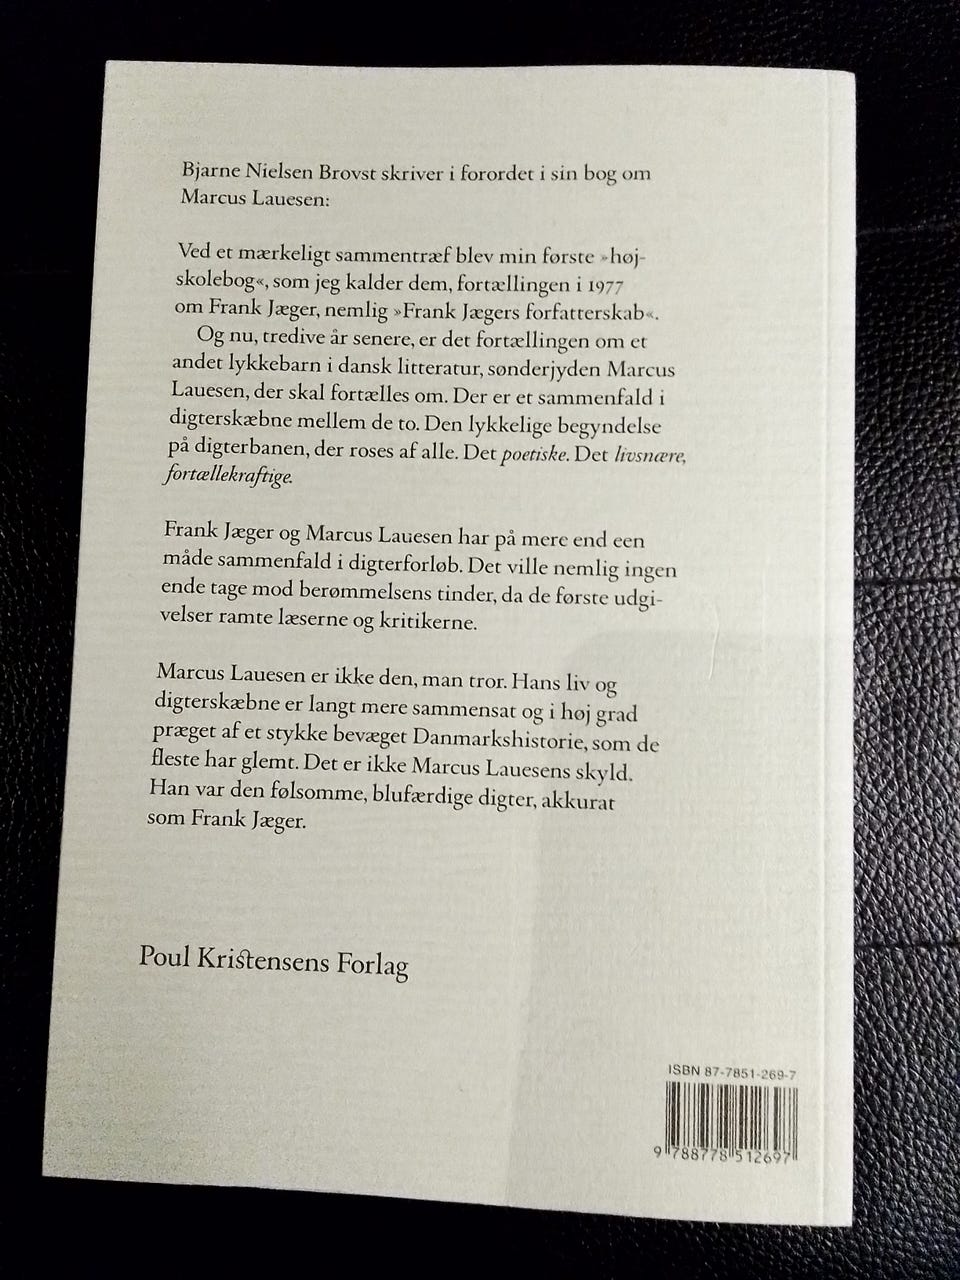 Bjarne Nielsen Brovst skriver i forordet i sin bog om
Marcus Lauesen:
Ved et mærkeligt sammentræf blev min første »høj-
skolebog«, som jeg kalder dem, fortællingen i 1977
om Frank Jæger, nemlig »Frank Jægers forfatterskab«.
Og nu, tredive år senere, er det fortællingen om et
andet lykkebarn i dansk litteratur, sønderjyden Marcus
Lauesen, der skal fortælles om. Der er et sammenfald i
digterskæbne mellem de to. Den lykkelige begyndelse
på digterbanen, der roses af alle. Det poetiske. Det livsnære,
fortællekraftige.
Frank Jæger og Marcus Lauesen har på mere end een
måde sammenfald i digterforløb. Det ville nemlig ingen
ende tage mod berømmelsens tinder, da de første udgi-
velser ramte læserne og kritikerne.
Marcus Lauesen er ikke den, man tror. Hans liv og
digterskæbne er langt mere sammensat og i høj grad
præget af et stykke bevæget Danmarkshistorie, som de
fleste har glemt. Det er ikke Marcus Lauesens skyld.
Han var den følsomme, blufærdige digter, akkurat
som Frank Jæger.
Poul Kristensens Forlag
ISBN 87-7851-269-7
9 788778 512697